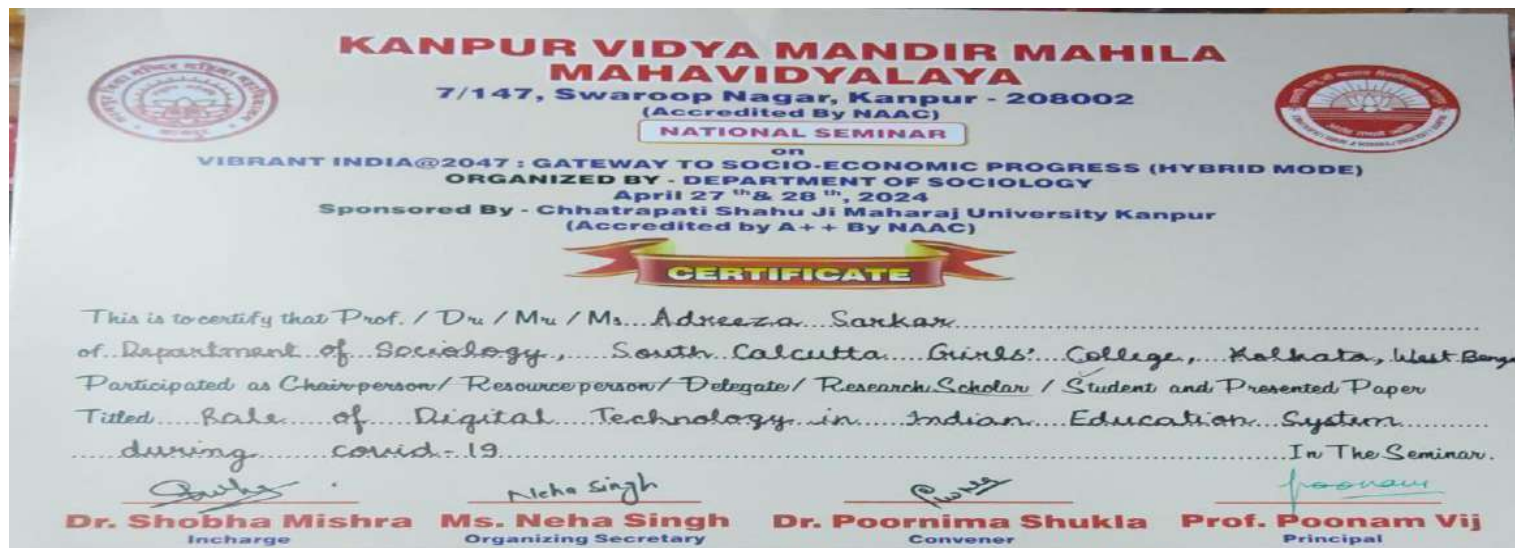 KANPUR VIDYA MANDIR MAHILA
MAHAVIDYALAYA
7/147, Swaroop Nagar, Kanpur - 208002
(Accredited By NAAC)
NATIONAL SEMINAR
on
VIBRANT INDIA@2047 : GATEWAY TO SOCIO-ECONOMIC PROGRESS (HYBRID MODE)
ORGANIZED BY - DEPARTMENT OF SOCIOLOGY
April 27 th & 28 th, 2024
Sponsored By - Chhatrapati Shahu Ji Maharaj University Kanpur
(Accredited by A++ By NAAC)
CERTIFICATE
This is to certify that Prof. / Dr / Mr / Ms... Adreeza Sarkar
of Department of Sociology, South Calcutta Girls' College, Kolkata, West Benga
Participated as Chairperson/ Resource person/ Delegate/ Research Scholar / Student and Presented Paper
Titled Role of Digital Technology in Indian Education System
during covid-19 In The Seminar.
Neha Singh poonam
Dr. Shobha Mishra Ms. Neha Singh Dr. Poornima Shukla Prof. Poonam Vij
Incharge Organizing Secretary Convener Principal